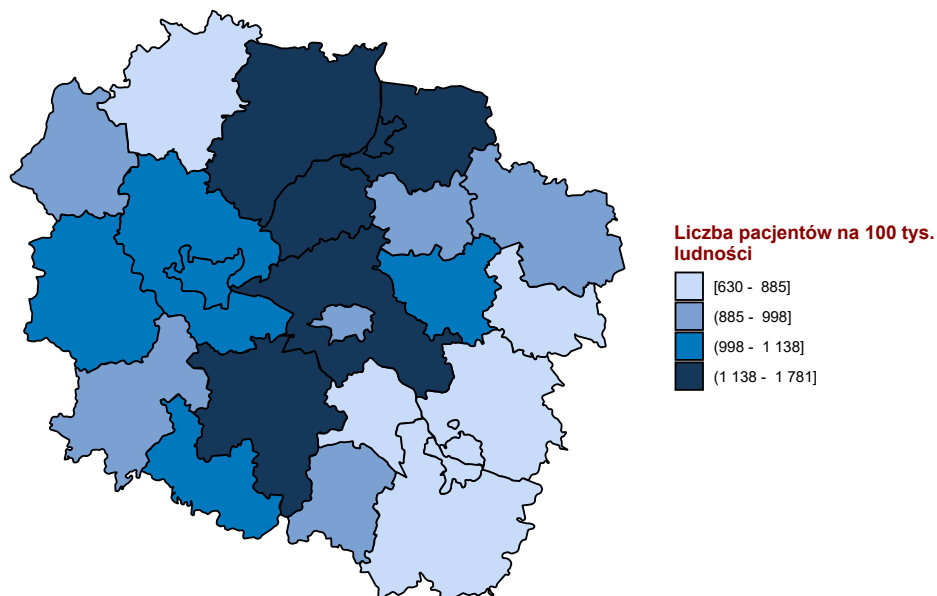 Liczba pacjentów na 100 tys.
ludności
[630 - 885]
(885 - 998]
(998 - 1 138]
(1 138 - 1 781]